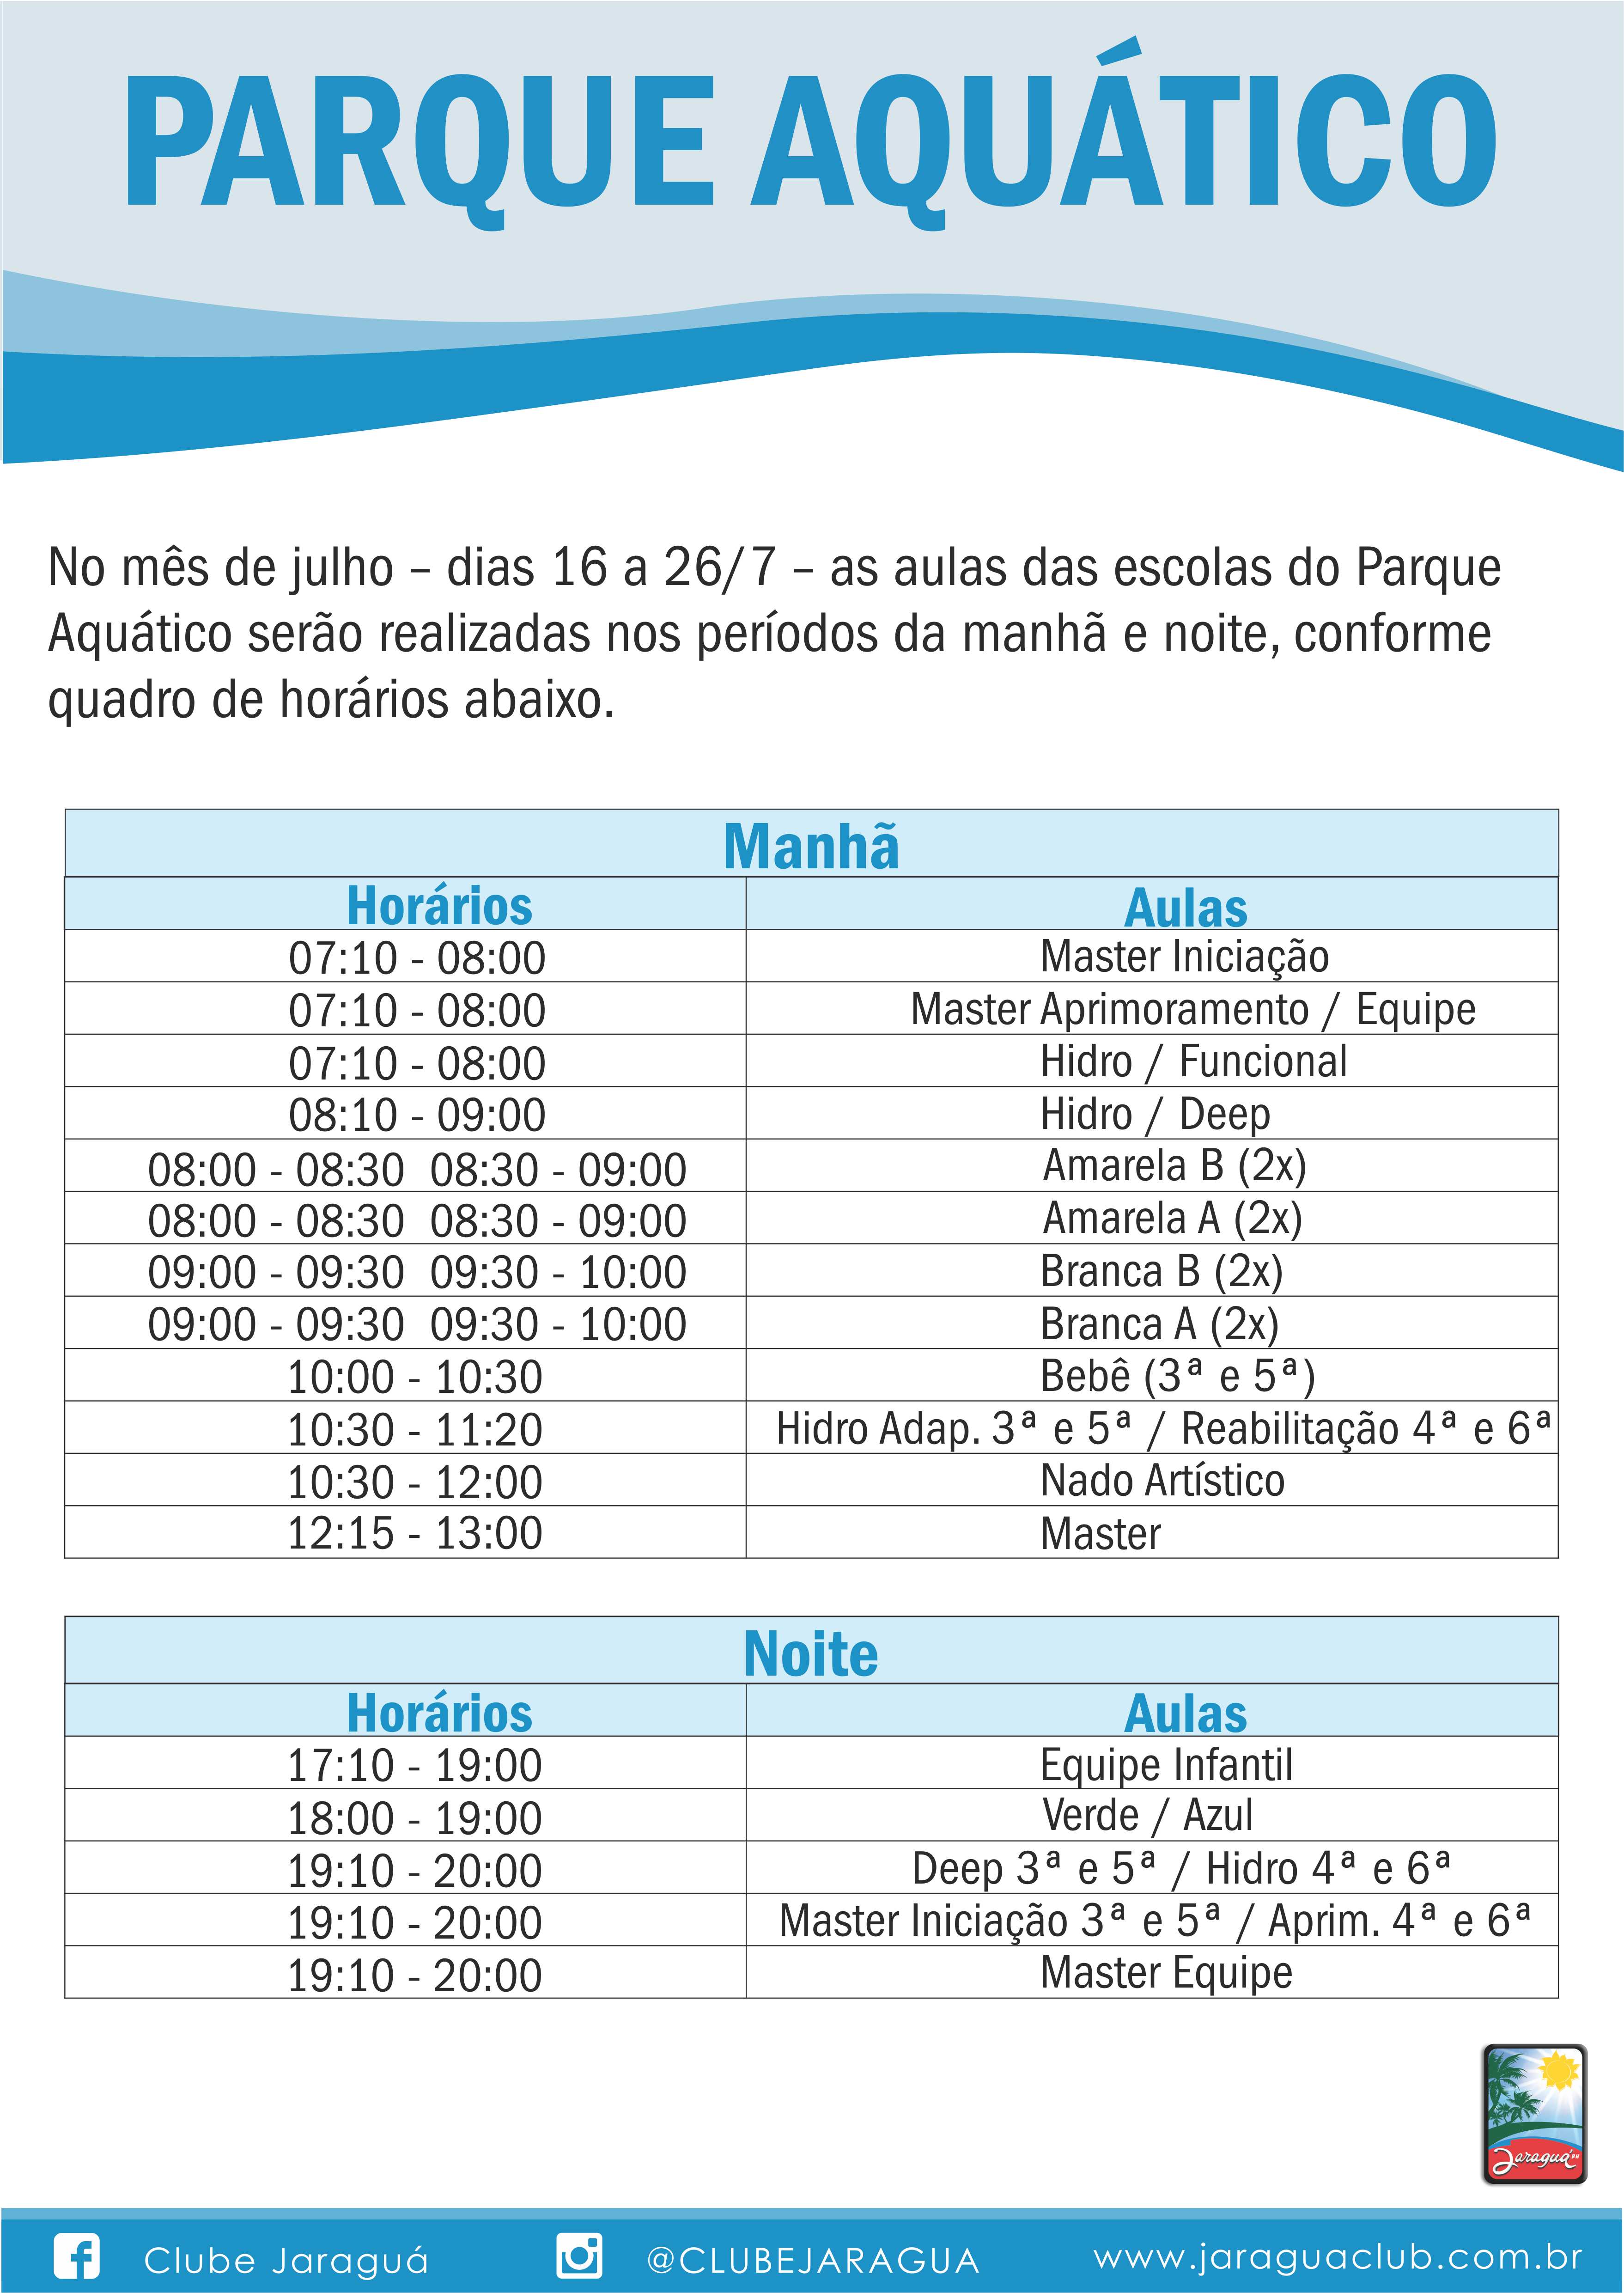 PARQUE AQUÁTICO
No mês de julho – dias 16 a 26/7 – as aulas das escolas do Parque
Aquático serão realizadas nos períodos da manhã e noite, conforme
quadro de horários abaixo.
Manhã
Horários Aulas
07:10 - 08:00 Master Iniciação
07:10 - 08:00 Master Aprimoramento / Equipe
07:10 - 08:00 Hidro / Funcional
08:10 - 09:00 Hidro / Deep
08:00 - 08:30 08:30 - 09:00 Amarela B (2x)
08:00 - 08:30 08:30 - 09:00 Amarela A (2x)
09:00 - 09:30 09:30 - 10:00 Branca B (2x)
09:00 - 09:30 09:30 - 10:00 Branca A (2x)
10:00 - 10:30 Bebê (3ª e 5ª)
10:30 - 11:20 Hidro Adap. 3ª e 5ª / Reabilitação 4ª e 6ª
10:30 - 12:00 Nado Artístico
12:15 - 13:00 Master
Noite
Horários Aulas
17:10 - 19:00 Equipe Infantil
18:00 - 19:00 Verde / Azul
19:10 - 20:00 Deep 3ª e 5ª / Hidro 4ª e 6ª
19:10 - 20:00 Master Iniciação 3ª e 5ª / Aprim. 4ª e 6ª
19:10 - 20:00 Master Equipe
Jaraguá
Clube Jaraguá @CLUBEJARAGUA www.jaraguaclub.com.br